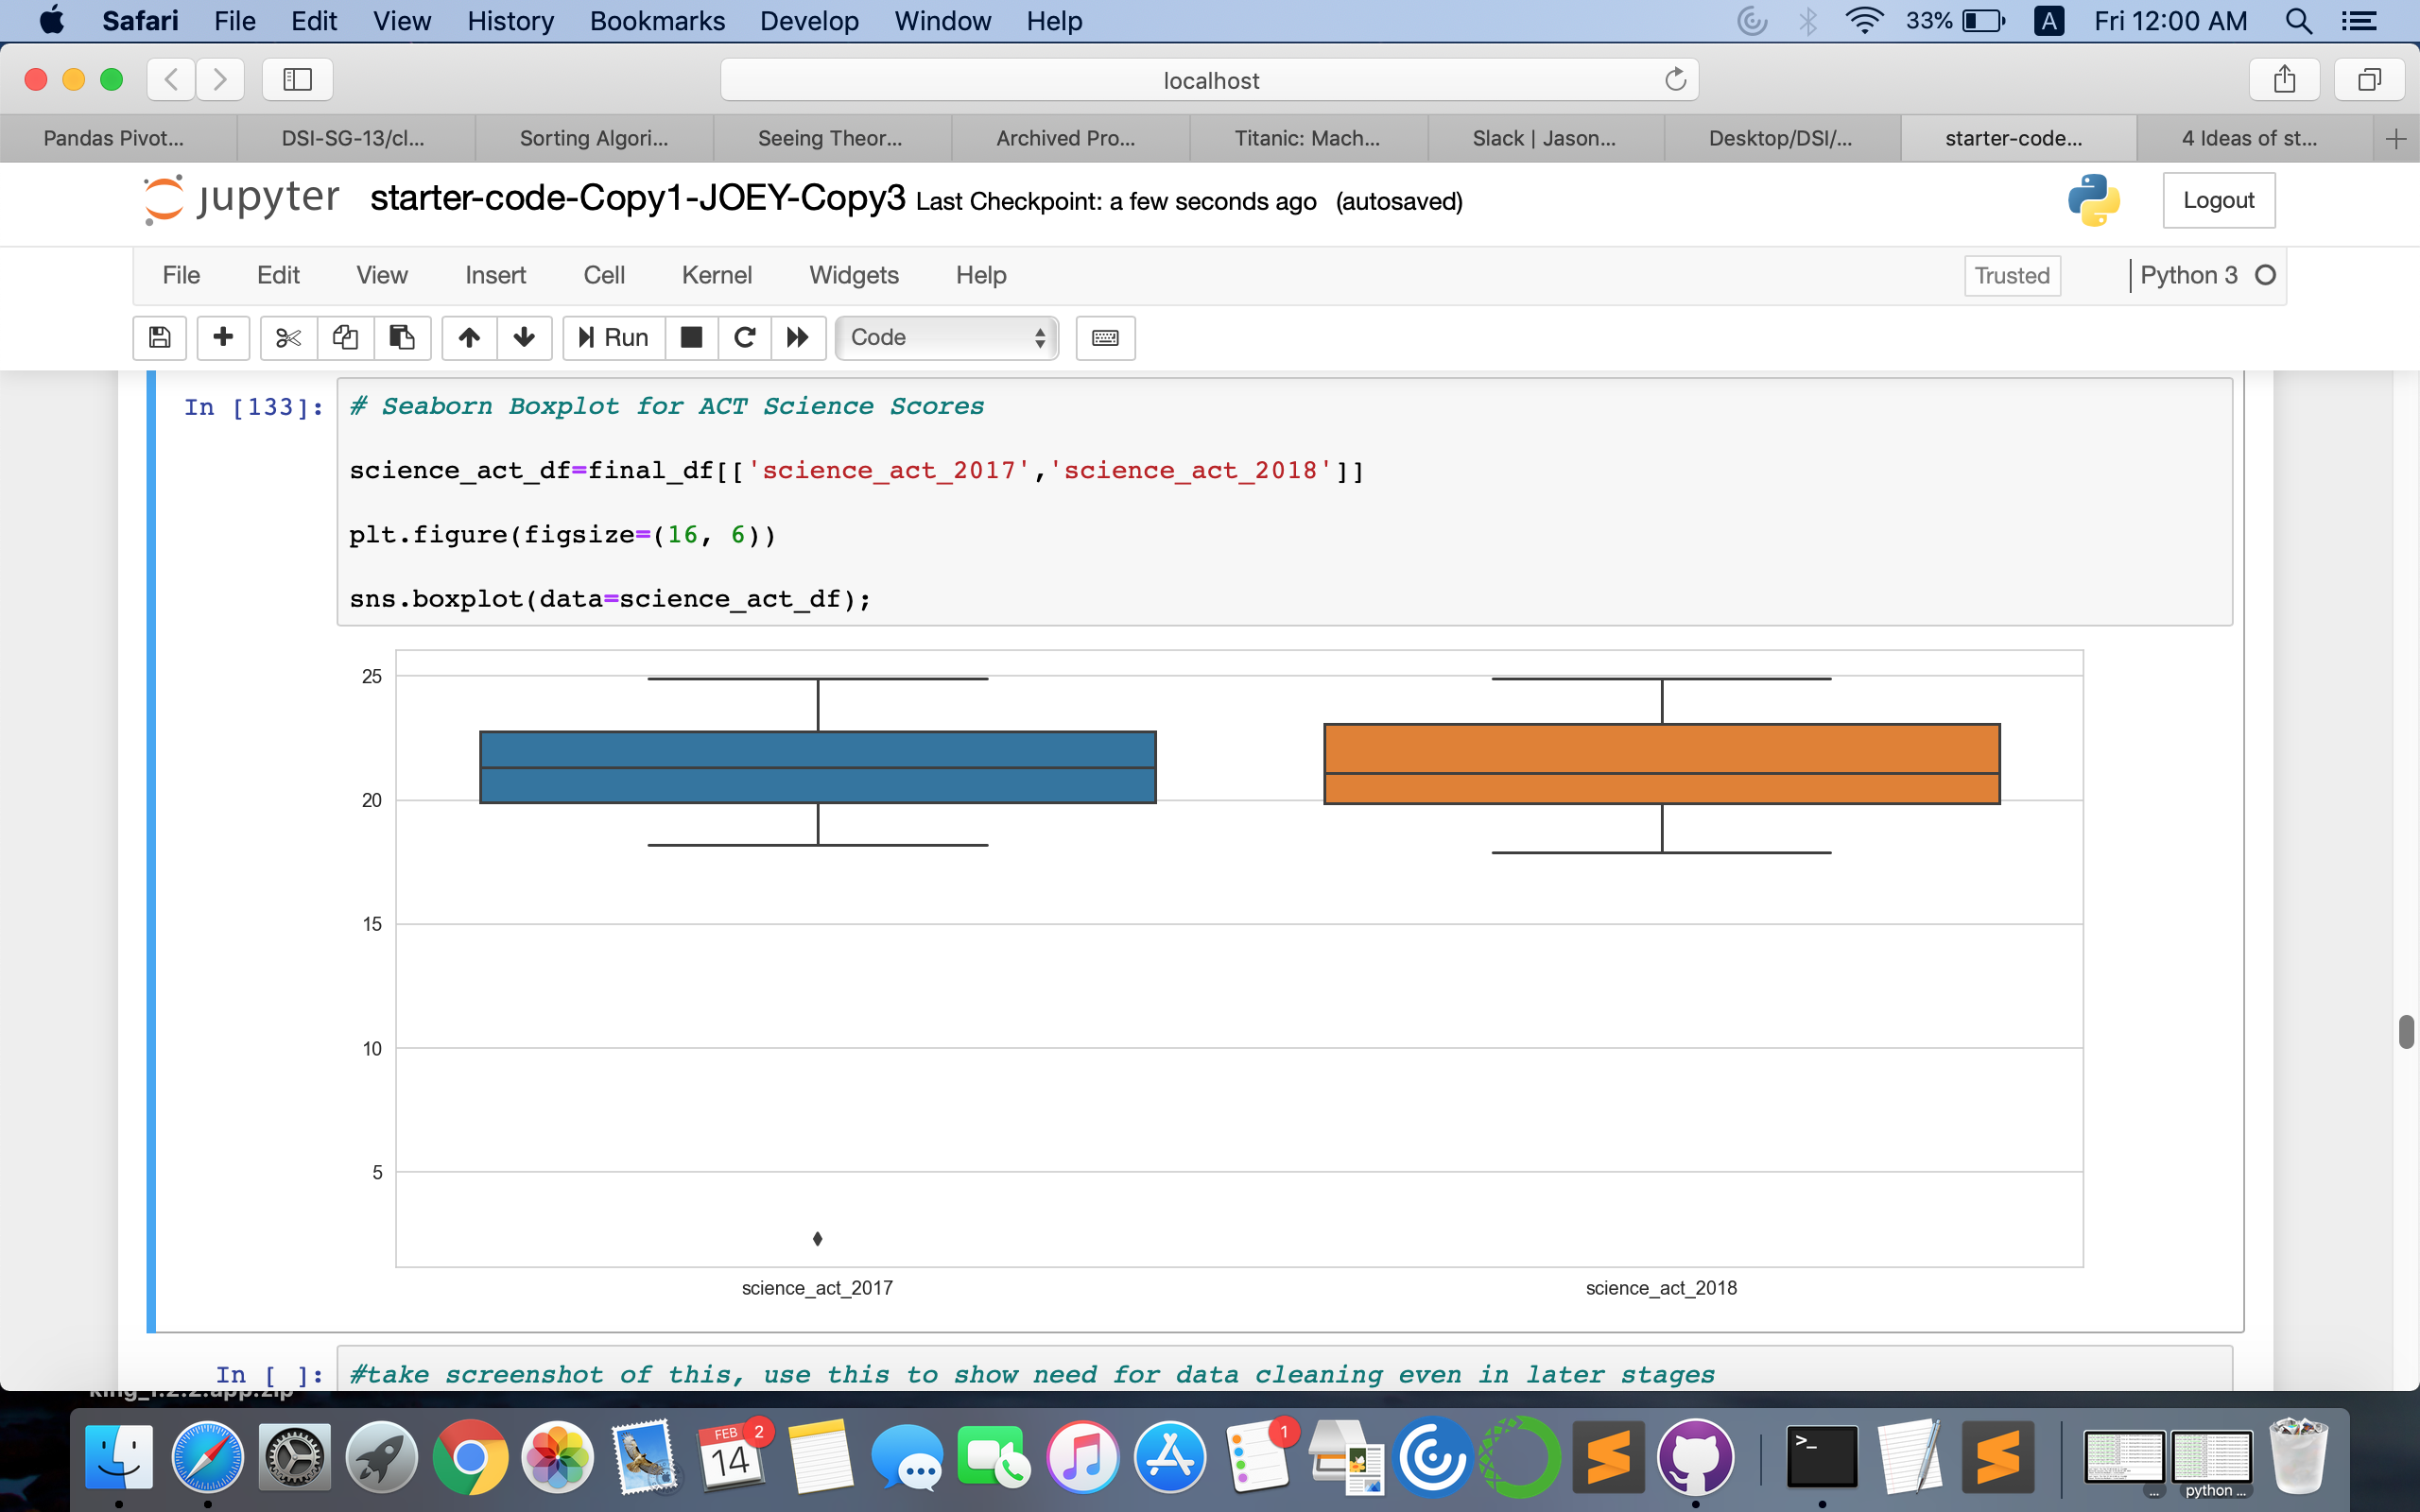 Safari File Edit View History Bookmarks Develop Window Help 33% A Fri 12:00 AM
localhost
Pandas Pivot... DSI-SG-13/cl... Sorting Algori... Seeing Theor... Archived Pro... Titanic: Mach... Slack | Jason... Desktop/DSI/... starter-code... 4 Ideas of st...
jupyter starter-code-Copy1-JOEY-Copy3 Last Checkpoint: a few seconds ago (autosaved) Logout
File Edit View Insert Cell Kernel Widgets Help Trusted Python 3
Run Code
In [133]: # Seaborn Boxplot for ACT Science Scores
science_act_df=final_df[['science_act_2017','science_act_2018']]
plt.figure(figsize=(16, 6))
sns.boxplot(data=science_act_df);
25
20
15
10
5
science_act_2017 science_act_2018
In [ ]: #take screenshot of this, use this to show need for data cleaning even in later stages
FEB 2
14
1
>_
... python ...